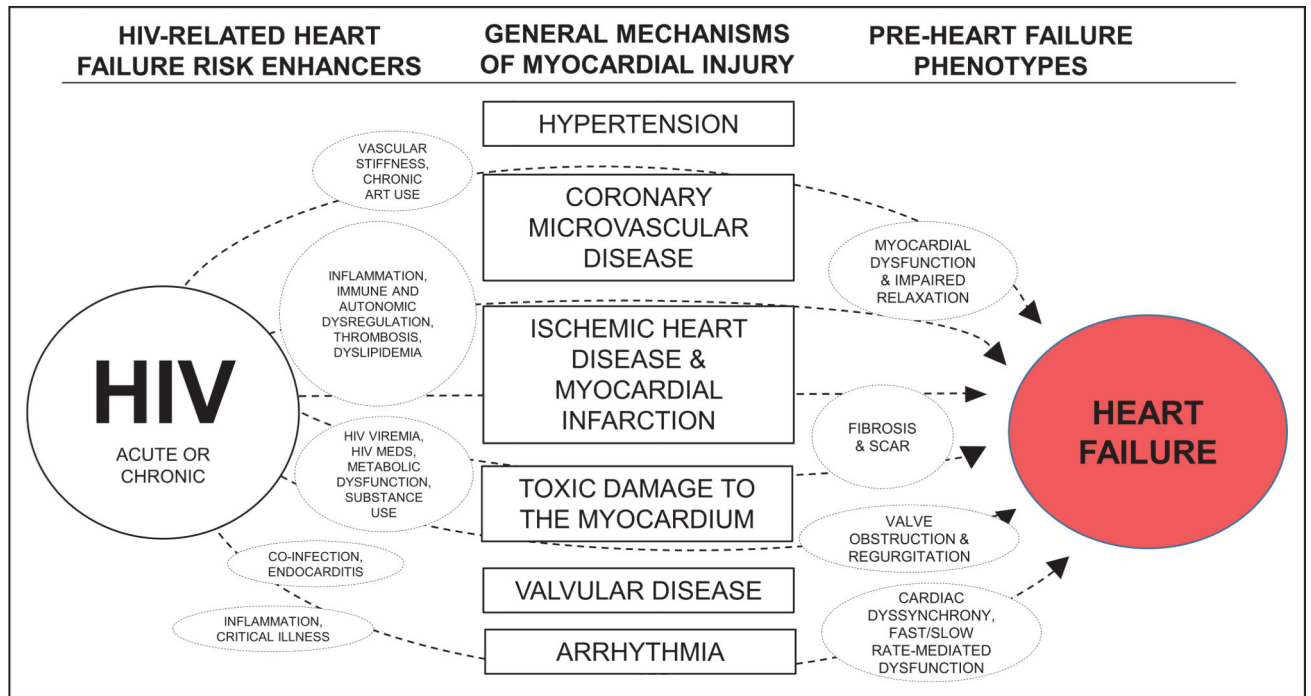 HIV-RELATED HEART
FAILURE RISK ENHANCERS
GENERAL MECHANISMS
OF MYOCARDIAL INJURY
PRE-HEART FAILURE
PHENOTYPES
HIV
ACUTE OR
CHRONIC
VASCULAR
STIFFNESS,
CHRONIC
ART USE
INFLAMMATION,
IMMUNE AND
AUTONOMIC
DYSREGULATION,
THROMBOSIS,
DYSLIPIDEMIA
HIV VIREMIA,
HIV MEDS,
METABOLIC
DYSFUNCTION,
SUBSTANCE
USE
CO-INFECTION,
ENDOCARDITIS
INFLAMMATION,
CRITICAL ILLNESS
HYPERTENSION
CORONARY
MICROVASCULAR
DISEASE
ISCHEMIC HEART
DISEASE &
MYOCARDIAL
INFARCTION
TOXIC DAMAGE TO
THE MYOCARDIUM
VALVULAR DISEASE
ARRHYTHMIA
MYOCARDIAL
DYSFUNCTION
& IMPAIRED
RELAXATION
FIBROSIS
& SCAR
VALVE
OBSTRUCTION &
REGURGITATION
CARDIAC
DYSSYNCHRONY,
FAST/SLOW
RATE-MEDIATED
DYSFUNCTION
HEART
FAILURE